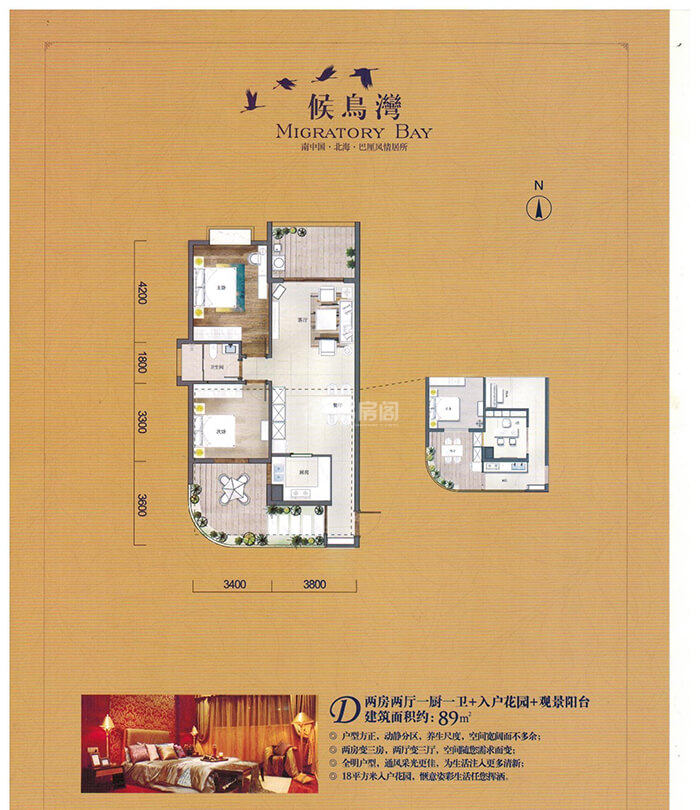 候鳥灣
MIGRATORY BAY
南中国·北海·巴厘风情居所
N
4200
1800
3300
3600
主卧
客厅
卫生间
餐厅
房阁
次卧
厨房
3400
3800
D 两房两厅一厨一卫+入户花园+观景阳台
建筑面积约:89㎡
户型方正，动静分区，养生尺度，空间宽阔而不多余；
两房变三房，两厅变三厅，空间随您需求而变；
全明户型，通风采光更佳，为生活注入更多清新；
18平方米入户花园，惬意姿彩生活任您挥洒。